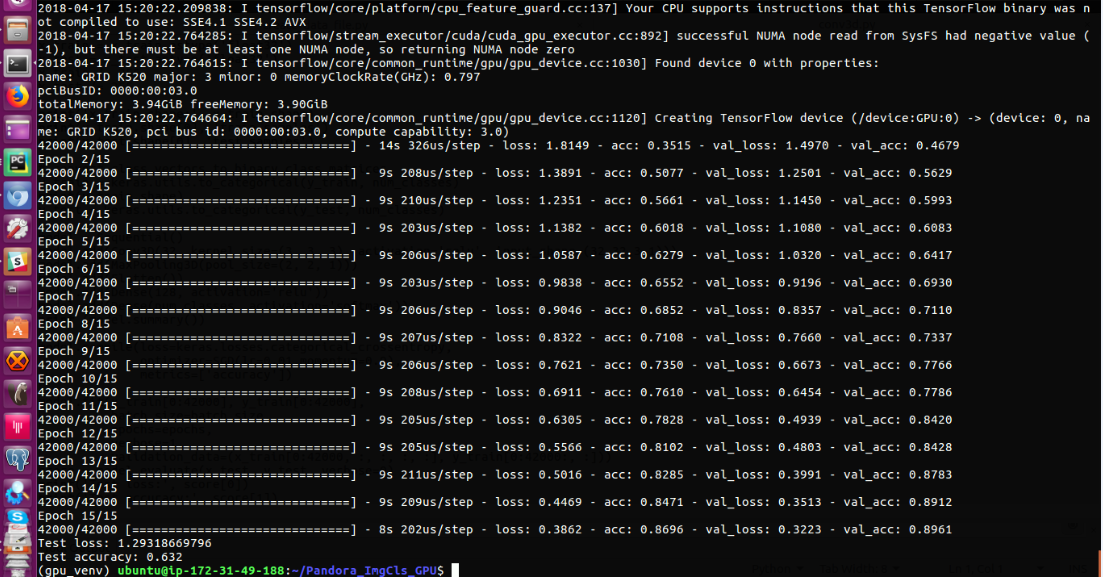 2018-04-17 15:20:22.209838: I tensorflow/core/platform/cpu_feature_guard.cc:137] Your CPU supports instructions that this TensorFlow binary was n
ot compiled to use: SSE4.1 SSE4.2 AVX
2018-04-17 15:20:22.764285: I tensorflow/stream_executor/cuda/cuda_gpu_executor.cc:892] successful NUMA node read from SysFS had negative value (
-1), but there must be at least one NUMA node, so returning NUMA node zero
2018-04-17 15:20:22.764615: I tensorflow/core/common_runtime/gpu/gpu_device.cc:1030] Found device 0 with properties:
name: GRID K520 major: 3 minor: 0 memoryClockRate(GHz): 0.797
pciBusID: 0000:00:03.0
totalMemory: 3.94GiB freeMemory: 3.90GiB
2018-04-17 15:20:22.764664: I tensorflow/core/common_runtime/gpu/gpu_device.cc:1120] Creating TensorFlow device (/device:GPU:0) -> (device: 0, na
me: GRID K520, pci bus id: 0000:00:03.0, compute capability: 3.0)
42000/42000 [==============================] - 14s 326us/step - loss: 1.8149 - acc: 0.3515 - val_loss: 1.4970 - val_acc: 0.4679
Epoch 2/15
42000/42000 [==============================] - 9s 208us/step - loss: 1.3891 - acc: 0.5077 - val_loss: 1.2501 - val_acc: 0.5629
Epoch 3/15
42000/42000 [==============================] - 9s 210us/step - loss: 1.2351 - acc: 0.5661 - val_loss: 1.1450 - val_acc: 0.5993
Epoch 4/15
42000/42000 [==============================] - 9s 203us/step - loss: 1.1382 - acc: 0.6018 - val_loss: 1.1080 - val_acc: 0.6083
Epoch 5/15
42000/42000 [==============================] - 9s 206us/step - loss: 1.0587 - acc: 0.6279 - val_loss: 1.0320 - val_acc: 0.6417
Epoch 6/15
42000/42000 [==============================] - 9s 203us/step - loss: 0.9838 - acc: 0.6552 - val_loss: 0.9196 - val_acc: 0.6930
Epoch 7/15
42000/42000 [==============================] - 9s 206us/step - loss: 0.9046 - acc: 0.6852 - val_loss: 0.8357 - val_acc: 0.7110
Epoch 8/15
42000/42000 [==============================] - 9s 207us/step - loss: 0.8322 - acc: 0.7108 - val_loss: 0.7660 - val_acc: 0.7337
Epoch 9/15
42000/42000 [==============================] - 9s 206us/step - loss: 0.7621 - acc: 0.7350 - val_loss: 0.6673 - val_acc: 0.7766
Epoch 10/15
42000/42000 [==============================] - 9s 208us/step - loss: 0.6911 - acc: 0.7610 - val_loss: 0.6454 - val_acc: 0.7786
Epoch 11/15
42000/42000 [==============================] - 9s 205us/step - loss: 0.6305 - acc: 0.7828 - val_loss: 0.4939 - val_acc: 0.8420
Epoch 12/15
42000/42000 [==============================] - 9s 205us/step - loss: 0.5566 - acc: 0.8102 - val_loss: 0.4803 - val_acc: 0.8428
Epoch 13/15
42000/42000 [==============================] - 9s 211us/step - loss: 0.5016 - acc: 0.8285 - val_loss: 0.3991 - val_acc: 0.8783
Epoch 14/15
42000/42000 [==============================] - 9s 209us/step - loss: 0.4469 - acc: 0.8471 - val_loss: 0.3513 - val_acc: 0.8912
Epoch 15/15
42000/42000 [==============================] - 8s 202us/step - loss: 0.3862 - acc: 0.8696 - val_loss: 0.3223 - val_acc: 0.8961
Test loss: 1.29318669796
Test accuracy: 0.632
(gpu_venv) ubuntu@ip-172-31-49-188:~/Pandora_ImgCls_GPU$